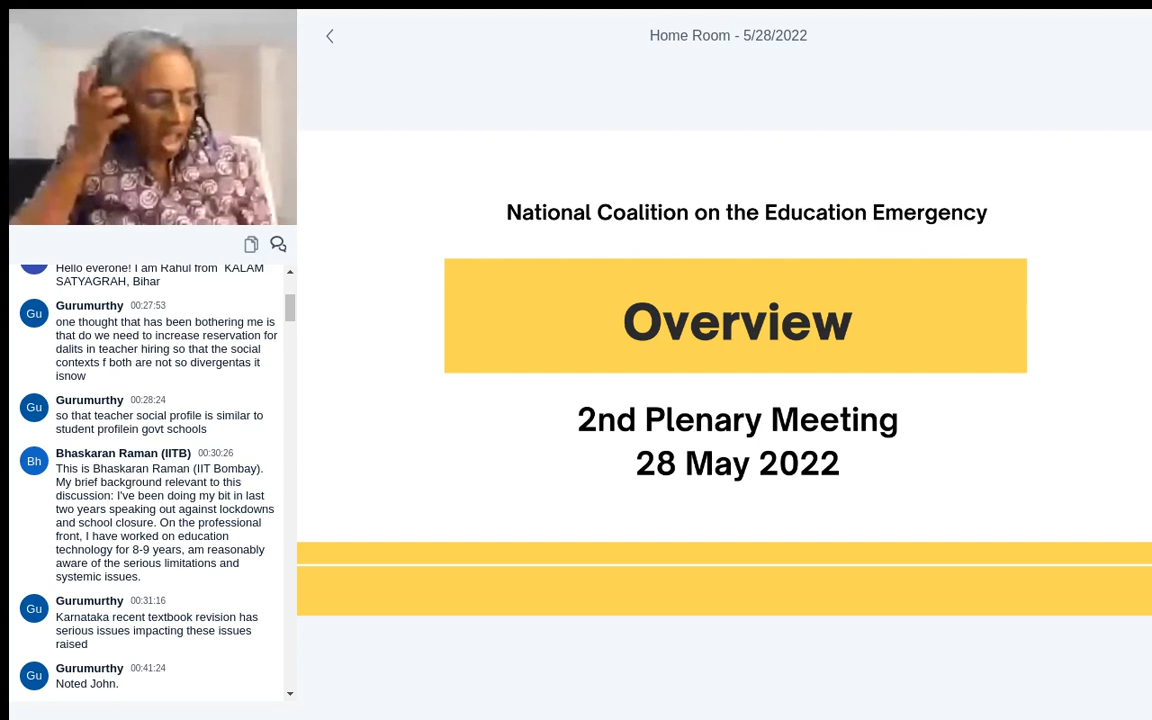 Home Room - 5/28/2022
Hello everone! I am Rahul from KALAM
SATYAGRAH, Bihar
Gu
Gurumurthy 00:27:53
one thought that has been bothering me is
that do we need to increase reservation for
dalits in teacher hiring so that the social
contexts f both are not so divergentas it
isnow
Gu
Gurumurthy 00:28:24
so that teacher social profile is similar to
student profilein govt schools
Bh
Bhaskaran Raman (IITB) 00:30:26
This is Bhaskaran Raman (IIT Bombay).
My brief background relevant to this
discussion: I've been doing my bit in last
two years speaking out against lockdowns
and school closure. On the professional
front, I have worked on education
technology for 8-9 years, am reasonably
aware of the serious limitations and
systemic issues.
Gu
Gurumurthy 00:31:16
Karnataka recent textbook revision has
serious issues impacting these issues
raised
Gu
Gurumurthy 00:41:24
Noted John.
National Coalition on the Education Emergency
Overview
2nd Plenary Meeting
28 May 2022